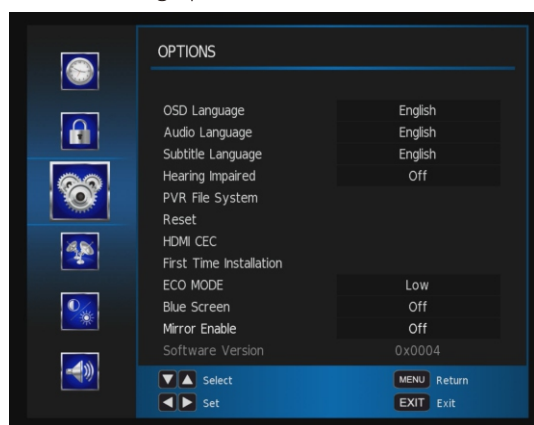 OPTIONS
OSD Language English
Audio Language English
Subtitle Language English
Hearing Impaired Off
PVR File System
Reset
HDMI CEC
First Time Installation
ECO MODE Low
Blue Screen Off
Mirror Enable Off
Software Version 0x0004
Select MENU Return
Set EXIT Exit